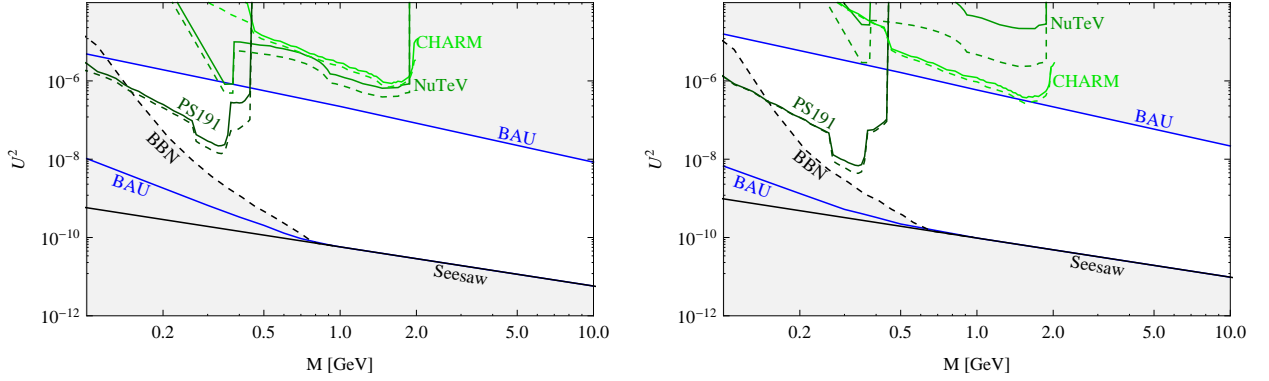 CHARM
NuTeV
PS191
BBN
BAU
BAU
Seesaw
U²
10⁻⁶
10⁻⁸
10⁻¹⁰
10⁻¹²
0.2 0.5 1.0 2.0 5.0 10.0
M [GeV]
NuTeV
CHARM
PS191
BBN
BAU
BAU
Seesaw
U²
10⁻⁶
10⁻⁸
10⁻¹⁰
10⁻¹²
0.2 0.5 1.0 2.0 5.0 10.0
M [GeV]